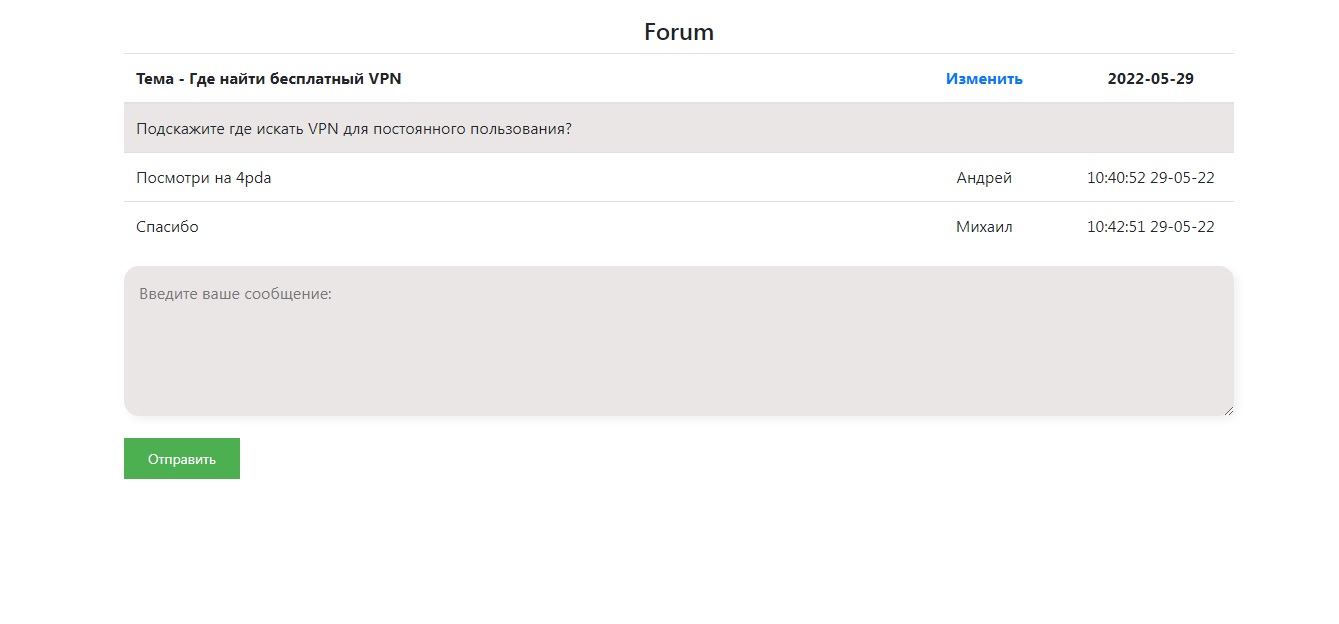 Forum
Тема - Где найти бесплатный VPN Изменить 2022-05-29
Подскажите где искать VPN для постоянного пользования?
Посмотри на 4pda Андрей 10:40:52 29-05-22
Спасибо Михаил 10:42:51 29-05-22
Введите ваше сообщение:
Отправить